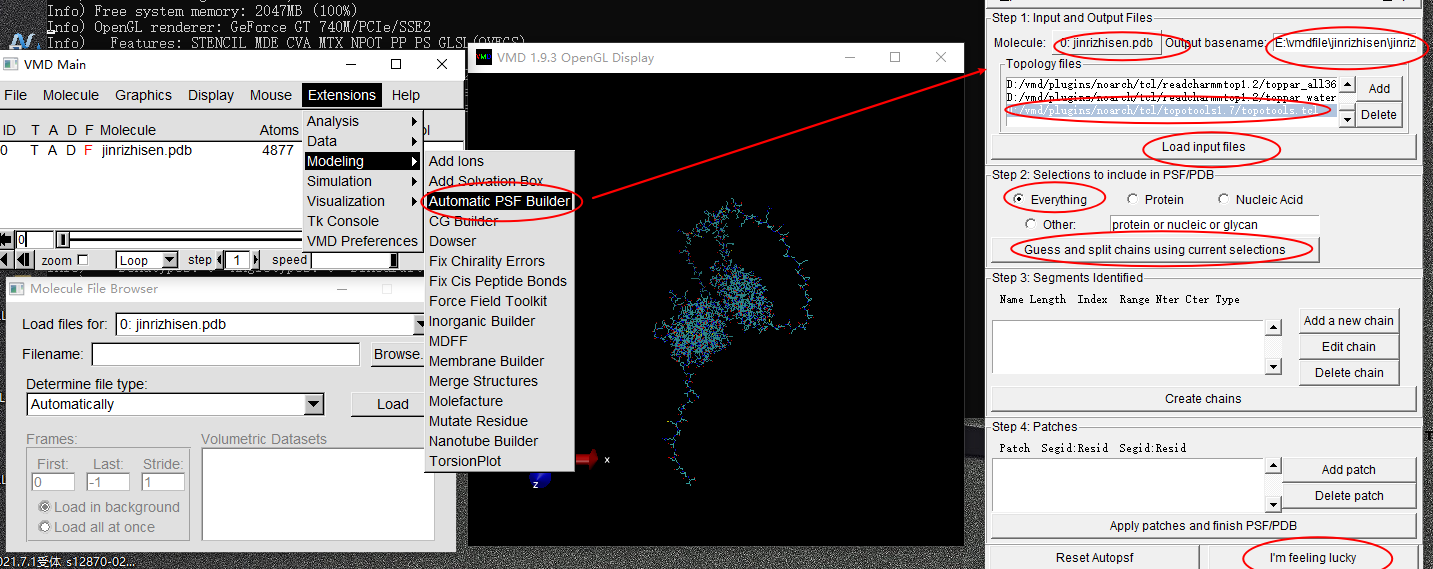 Info) Free system memory: 2047MB (100%)
Info) OpenGL renderer: GeForce GT 740M/PCIe/SSE2
Info)   Features: STENCIL MDE CVA MTX NPOT PP PS GLSL(OVFGS)
VMD Main
File Molecule Graphics Display Mouse Extensions Help
ID T A D F Molecule Atoms
0 T A D F jinrizhisen.pdb 4877
0
zoom Loop step 1 speed
Analysis
Data
Modeling
Simulation
Visualization
Tk Console
VMD Preferences
Add Ions
Add Solvation Box
Automatic PSF Builder
CG Builder
Dowser
Fix Chirality Errors
Fix Cis Peptide Bonds
Force Field Toolkit
Inorganic Builder
MDFF
Membrane Builder
Merge Structures
Molefacture
Mutate Residue
Nanotube Builder
TorsionPlot
Molecule File Browser
Load files for: 0: jinrizhisen.pdb
Filename: Browse.
Determine file type:
Automatically Load
Frames: Volumetric Datasets
First: Last: Stride:
0 -1 1
Load in background
Load all at once
021.7.1受体 s12870-02...
VMD 1.9.3 OpenGL Display
x
z
Step 1: Input and Output Files
Molecule: 0: jinrizhisen.pdb Output basename: E:\vmdfile\jinrizhisen\jinriz
Topology files
D:/vmd/plugins/noarch/tcl/readcharmmtop1.2/toppar_all36
D:/vmd/plugins/noarch/tcl/readcharmmtop1.2/toppar_water
D:/vmd/plugins/noarch/tcl/topotools1.7/topotools.tcl
Add
Delete
Load input files
Step 2: Selections to include in PSF/PDB
Everything Protein Nucleic Acid
Other: protein or nucleic or glycan
Guess and split chains using current selections
Step 3: Segments Identified
Name Length Index Range Nter Cter Type
Add a new chain
Edit chain
Delete chain
Create chains
Step 4: Patches
Patch Segid:Resid Segid:Resid
Add patch
Delete patch
Apply patches and finish PSF/PDB
Reset Autopsf I'm feeling lucky